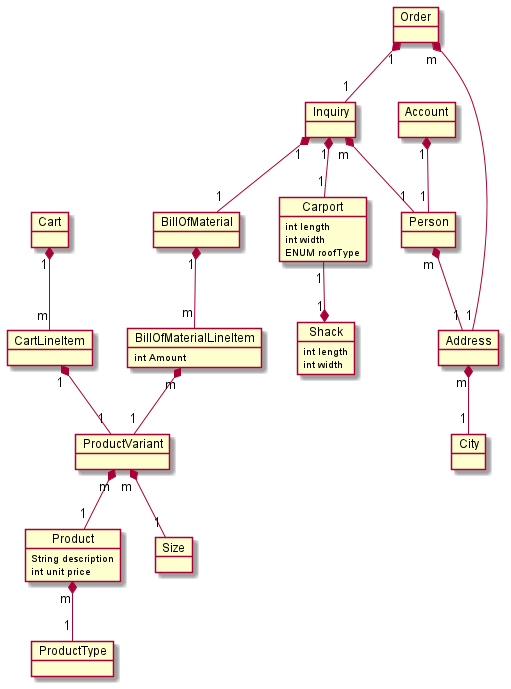 Order
1
m
1
Inquiry
Account
1
1
m
1
1
1
1
1
Cart
BillOfMaterial
Carport
int length
int width
ENUM roofType
Person
1
1
1
m
m
m
1
1
1
CartLineItem
BillOfMaterialLineItem
int Amount
Shack
int length
int width
Address
1
m
m
1
1
1
ProductVariant
City
m
m
1
1
Product
String description
int unit price
Size
m
1
ProductType